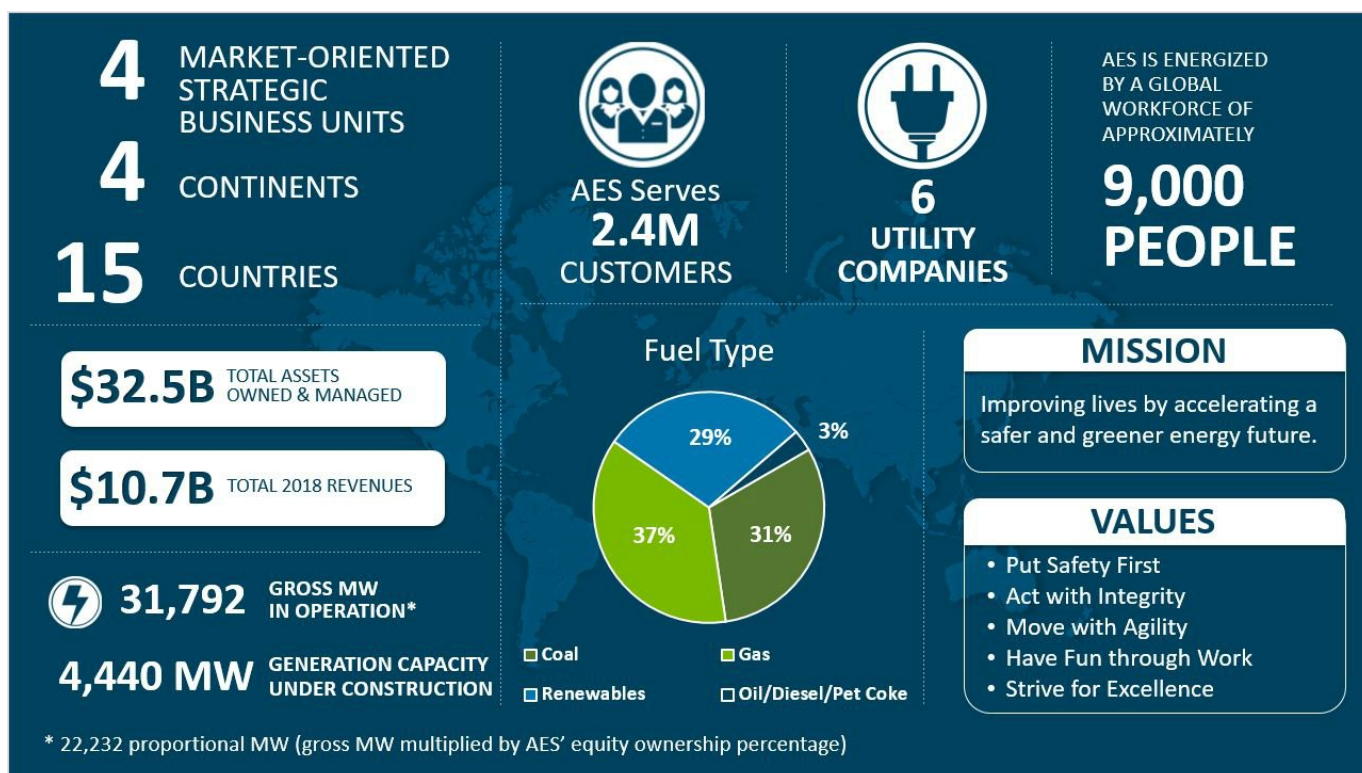 4 MARKET-ORIENTED
STRATEGIC
BUSINESS UNITS
4 CONTINENTS
15 COUNTRIES
AES Serves
2.4M
CUSTOMERS
6
UTILITY
COMPANIES
AES IS ENERGIZED
BY A GLOBAL
WORKFORCE OF
APPROXIMATELY
9,000
PEOPLE
$32.5B TOTAL ASSETS
OWNED & MANAGED
$10.7B TOTAL 2018 REVENUES
31,792 GROSS MW
IN OPERATION*
4,440 MW GENERATION CAPACITY
UNDER CONSTRUCTION
Fuel Type
29%
3%
37%
31%
Coal
Gas
Renewables
Oil/Diesel/Pet Coke
MISSION
Improving lives by accelerating a
safer and greener energy future.
VALUES
• Put Safety First
• Act with Integrity
• Move with Agility
• Have Fun through Work
• Strive for Excellence
* 22,232 proportional MW (gross MW multiplied by AES’ equity ownership percentage)